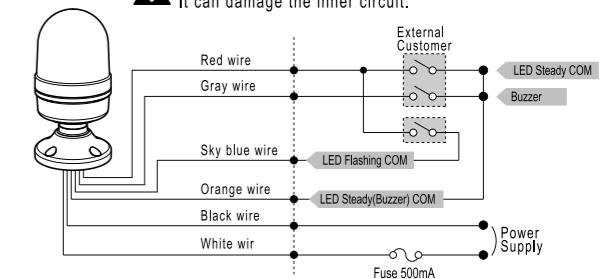 It can damage the inner circuit.
External
Customer
Red wire
LED Steady COM
Gray wire
Buzzer
Sky blue wire
LED Flashing COM
Orange wire
LED Steady(Buzzer) COM
Black wire
Power
Supply
White wir
Fuse 500mA